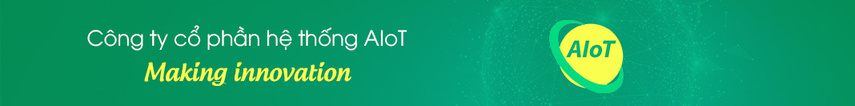 Công ty cổ phần hệ thống AIoT
Making innovation
AIoT